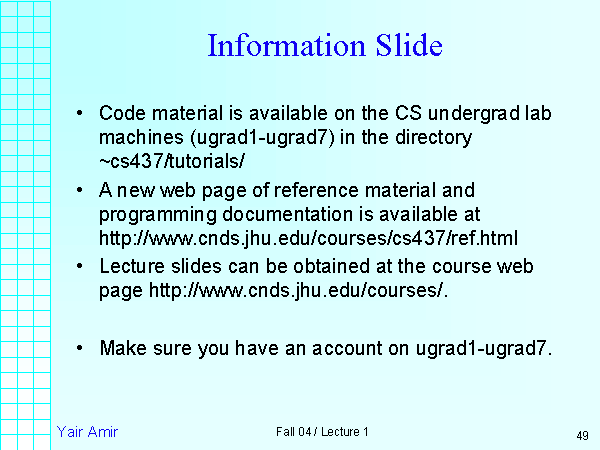 Information Slide
• Code material is available on the CS undergrad lab
machines (ugrad1-ugrad7) in the directory
~cs437/tutorials/
• A new web page of reference material and
programming documentation is available at
http://www.cnds.jhu.edu/courses/cs437/ref.html
• Lecture slides can be obtained at the course web
page http://www.cnds.jhu.edu/courses/.
• Make sure you have an account on ugrad1-ugrad7.
Yair Amir
Fall 04 / Lecture 1
49